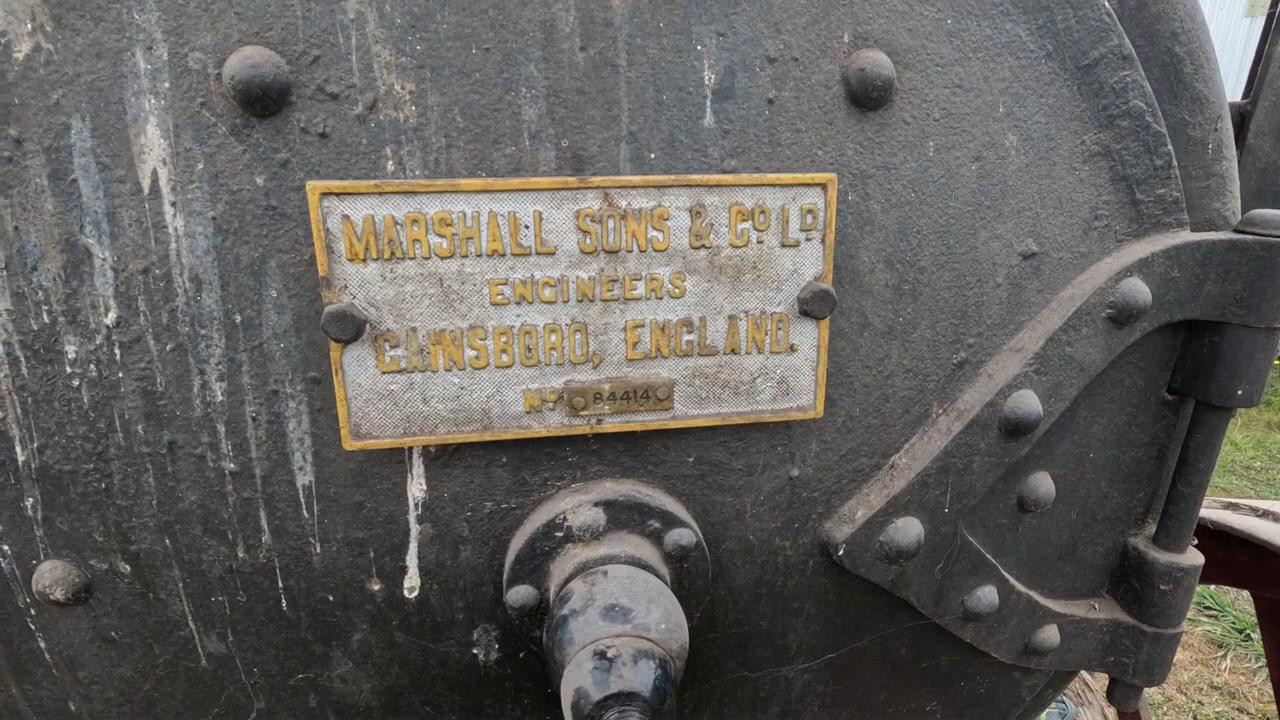 MARSHALL SONS & Cº Lᴰ
ENGINEERS
GAINSBORO, ENGLAND.
Nº 84414